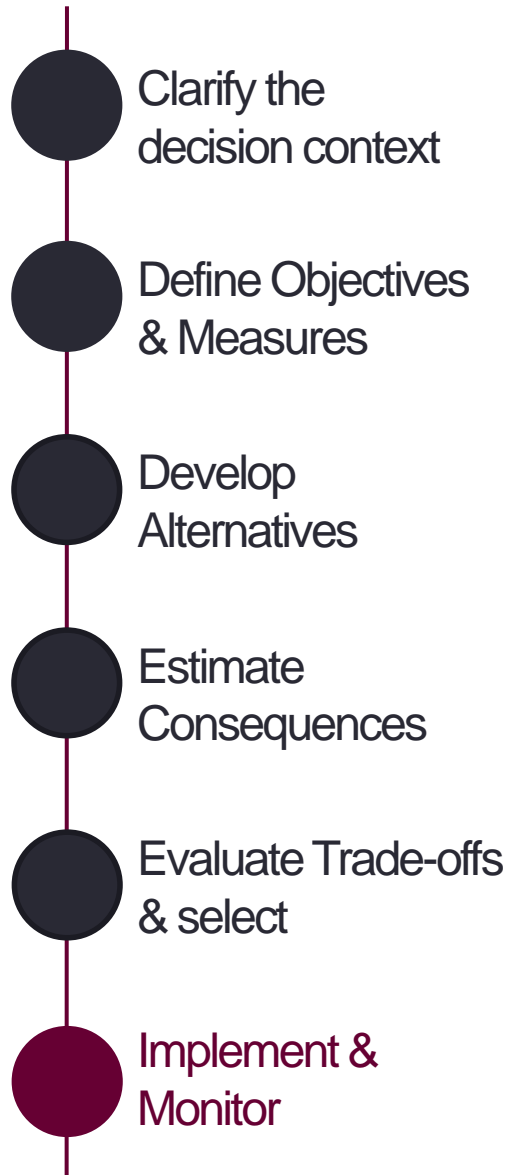 Clarify the
decision context
Define Objectives
& Measures
Develop
Alternatives
Estimate
Consequences
Evaluate Trade-offs
& select
Implement &
Monitor